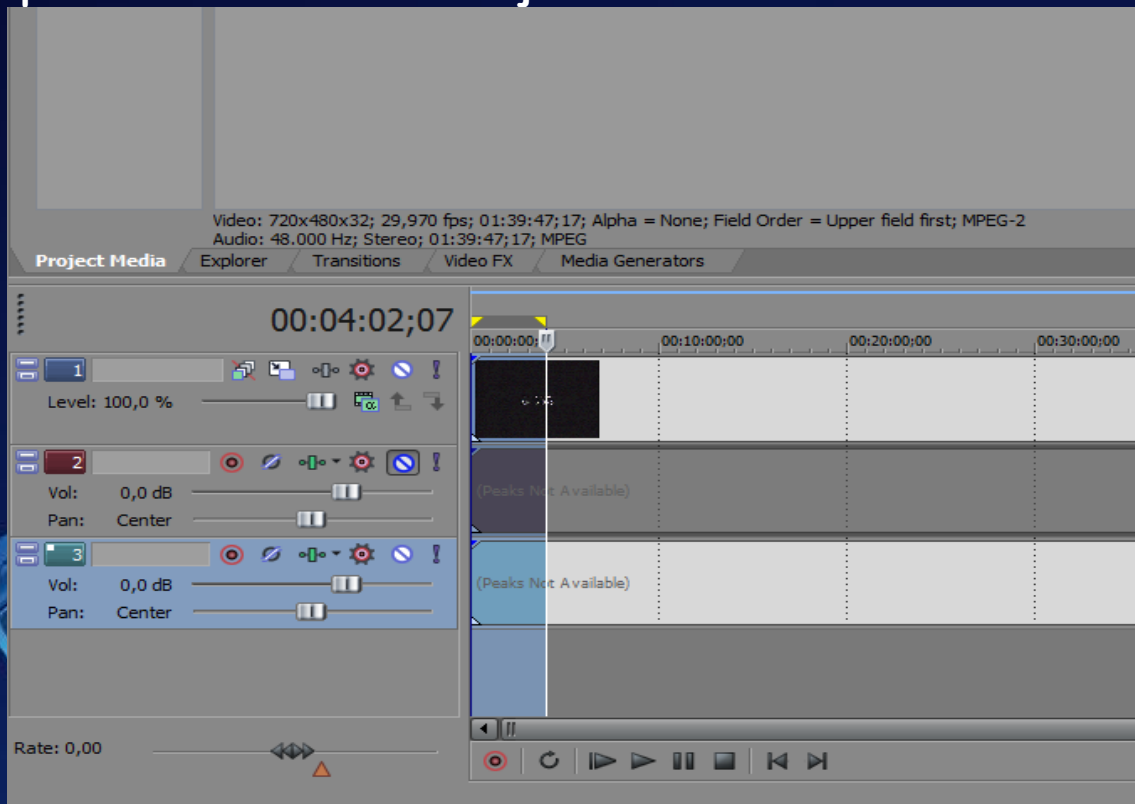 Video: 720x480x32; 29,970 fps; 01:39:47;17; Alpha = None; Field Order = Upper field first; MPEG-2
Audio: 48.000 Hz; Stereo; 01:39:47;17; MPEG
Project Media Explorer Transitions Video FX Media Generators
00:04:02;07
00:00:00; 00:10:00;00 00:20:00;00 00:30:00;00
1
Level: 100,0 %
2
Vol: 0,0 dB
(Peaks Not Available)
Pan: Center
3
Vol: 0,0 dB
(Peaks Not Available)
Pan: Center
Rate: 0,00